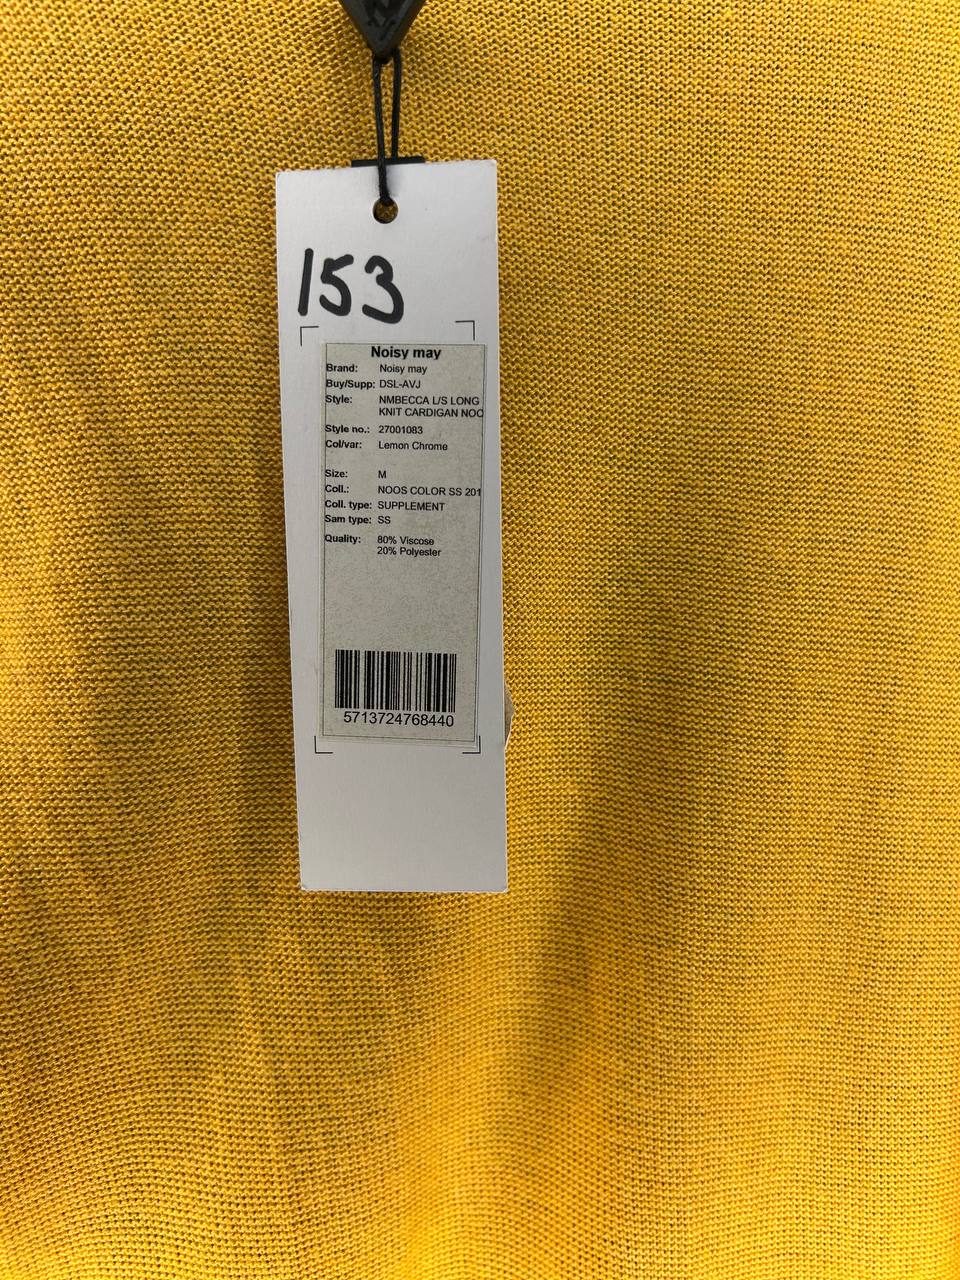 153
Noisy may
Brand: Noisy may
Buy/Supp: DSL-AVJ
Style: NMBECCA L/S LONG
KNIT CARDIGAN NOO
Style no.: 27001083
Col/var: Lemon Chrome
Size: M
Coll.: NOOS COLOR SS 201
Coll. type: SUPPLEMENT
Sam type: SS
Quality: 80% Viscose
20% Polyester
5713724768440